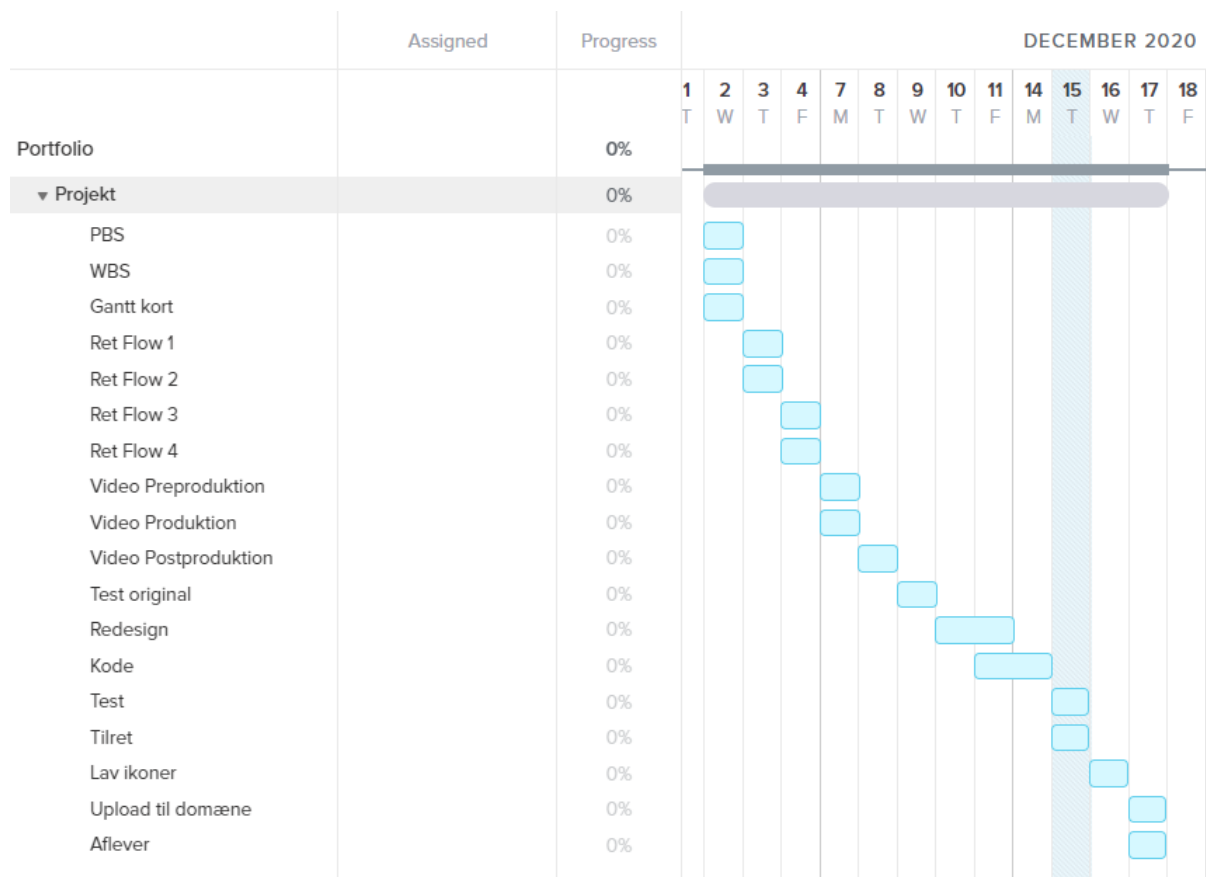 Assigned Progress DECEMBER 2020
1 2 3 4 7 8 9 10 11 14 15 16 17 18
T W T F M T W T F M T W T F
Portfolio 0%
▼ Projekt 0%
PBS 0%
WBS 0%
Gantt kort 0%
Ret Flow 1 0%
Ret Flow 2 0%
Ret Flow 3 0%
Ret Flow 4 0%
Video Preproduktion 0%
Video Produktion 0%
Video Postproduktion 0%
Test original 0%
Redesign 0%
Kode 0%
Test 0%
Tilret 0%
Lav ikoner 0%
Upload til domæne 0%
Aflever 0%